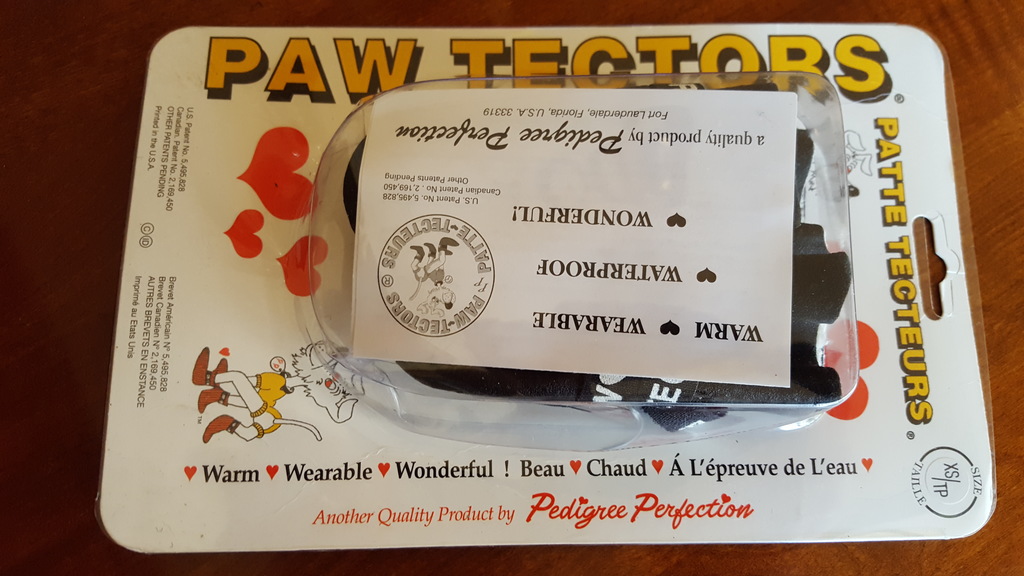 PAW TECTORS®
PATTE TECTEURS®
U.S. Patent No. 5,495,828
Canadian. Patent No. 2,169,450
OTHER PATENTS PENDING
Printed in the U.S.A.
Brevet Américain N° 5,495,828
Brevet Canadien N° 2,169,450
AUTRES BREVETS EN ENSTANCE
Imprimé au Etats Unis
WARM ♥ WEARABLE
♥ WATERPROOF
♥ WONDERFUL!
PAW-TECTORS ® PATTE-TECTEURS
U.S. Patent No 5,495,828
Canadian Patent No. 2,169,450
Other Patents Pending
a quality product by Pedigree Perfection
Fort Lauderdale, Florida, U.S.A. 33319
TM
♥ Warm ♥ Wearable ♥ Wonderful ! Beau ♥ Chaud ♥ Á L'épreuve de L'eau ♥
Another Quality Product by Pedigree Perfection
SIZE
XS/TP
TAILLE